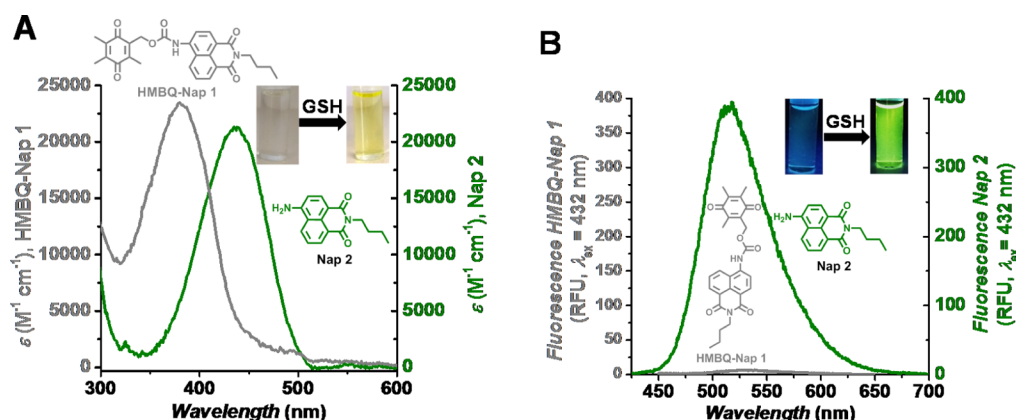 A
HMBQ-Nap 1
ε (M⁻¹ cm⁻¹), HMBQ-Nap 1
25000
20000
15000
10000
5000
0
25000
20000
15000
10000
5000
0
ε (M⁻¹ cm⁻¹), Nap 2
300
400
500
600
Wavelength (nm)
GSH
O
O
O
O
N
H
O
N
O
H₂N
O
N
O
Nap 2
B
Fluorescence HMBQ-Nap 1
(RFU, λex = 432 nm)
400
350
300
250
200
150
100
50
0
400
300
200
100
0
Fluorescence Nap 2
(RFU, λex = 432 nm)
450
500
550
600
650
700
Wavelength (nm)
GSH
O
O
O
O
HN
O
N
O
HMBQ-Nap 1
H₂N
O
N
O
Nap 2